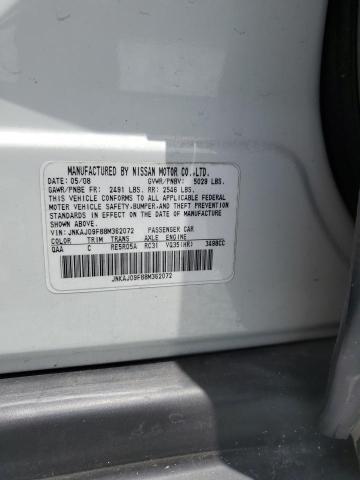 MANUFACTURED BY NISSAN MOTOR CO.,LTD.
DATE: 05/08 GVWR/PNBV: 5029 LBS.
GAWR/PNBE FR: 2491 LBS. RR: 2546 LBS.
THIS VEHICLE CONFORMS TO ALL APPLICABLE FEDERAL
MOTOR VEHICLE SAFETY,BUMPER,AND THEFT PREVENTION
STANDARDS IN EFFECT ON THE DATE OF MANUFACTURE
SHOWN ABOVE.
VIN: JNKAJ09F88M362072 PASSENGER CAR
COLOR TRIM TRANS AXLE ENGINE
QAA C RE5R05A RC31 VQ35(HR) 3498CC
JNKAJ09F88M362072